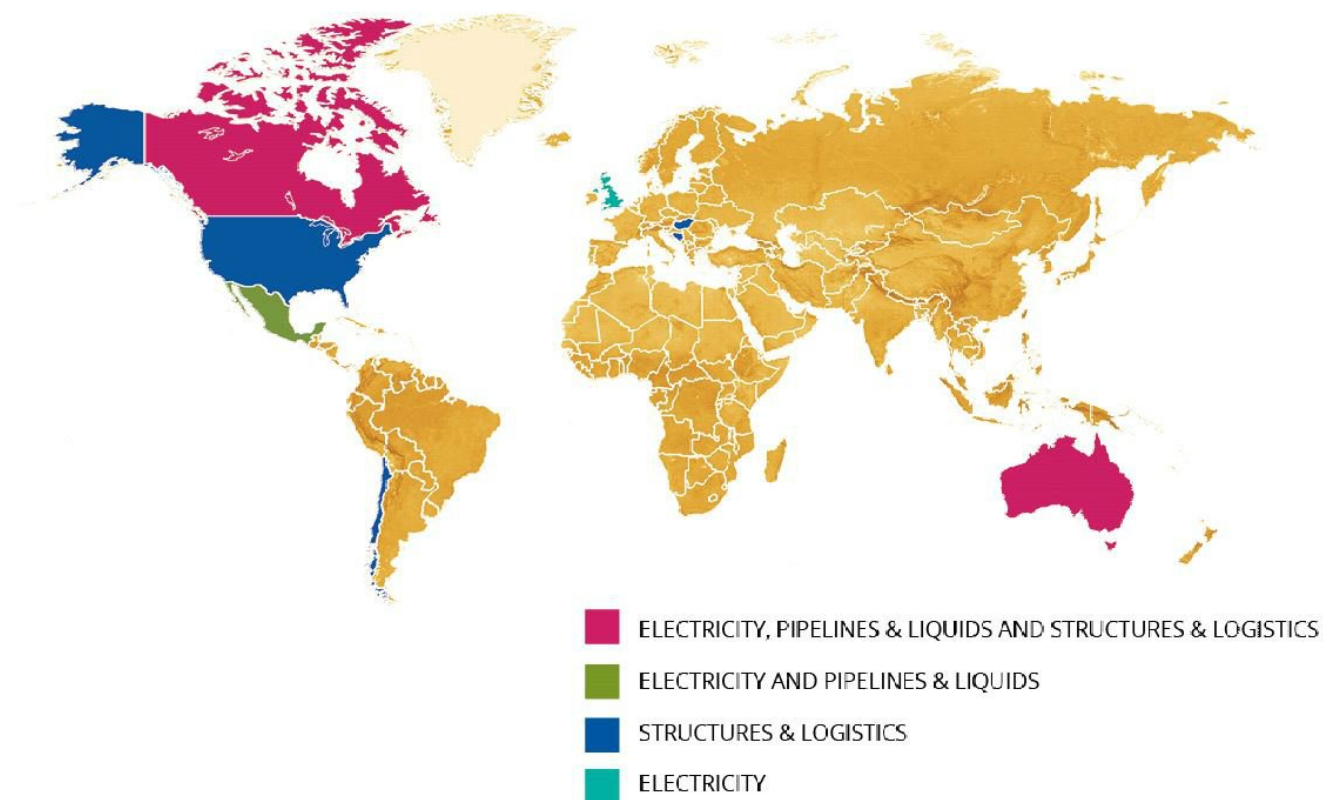 ELECTRICITY, PIPELINES & LIQUIDS AND STRUCTURES & LOGISTICS
ELECTRICITY AND PIPELINES & LIQUIDS
STRUCTURES & LOGISTICS
ELECTRICITY